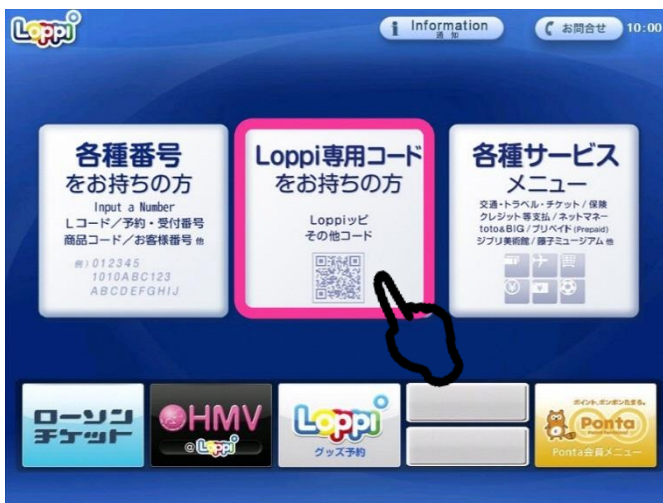 Loppi
Information
通知
お問合せ
10:00
各種番号
をお持ちの方
Input a Number
Lコード／予約・受付番号
商品コード／お客様番号 他
例）012345
1010ABC123
ABCDEFGHIJ
Loppi専用コード
をお持ちの方
Loppiッピ
その他コード
各種サービス
メニュー
交通・トラベル・チケット / 保険
クレジット等支払 / ネットマネー
toto&BIG / プリペイド (Prepaid)
ジブリ美術館 / 藤子ミュージアム 他
ローソン
チケット
HMV
@Loppi
Loppi
グッズ予約
ポイント、ポンポンたまる。
Ponta
Ponta会員メニュー